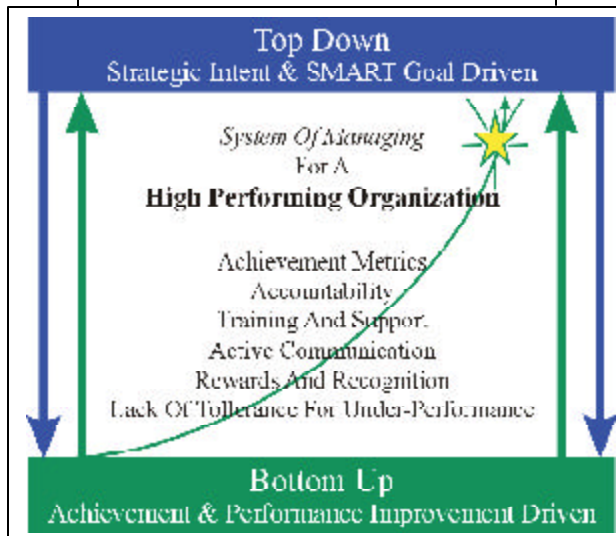 Top Down
Strategic Intent & SMART Goal Driven
System Of Managing
For A
High Performing Organization
Achievement Metrics
Accountability
Training And Support
Active Communication
Rewards And Recognition
Lack Of Tollerance For Under-Performance
Bottom Up
Achievement & Performance Improvement Driven